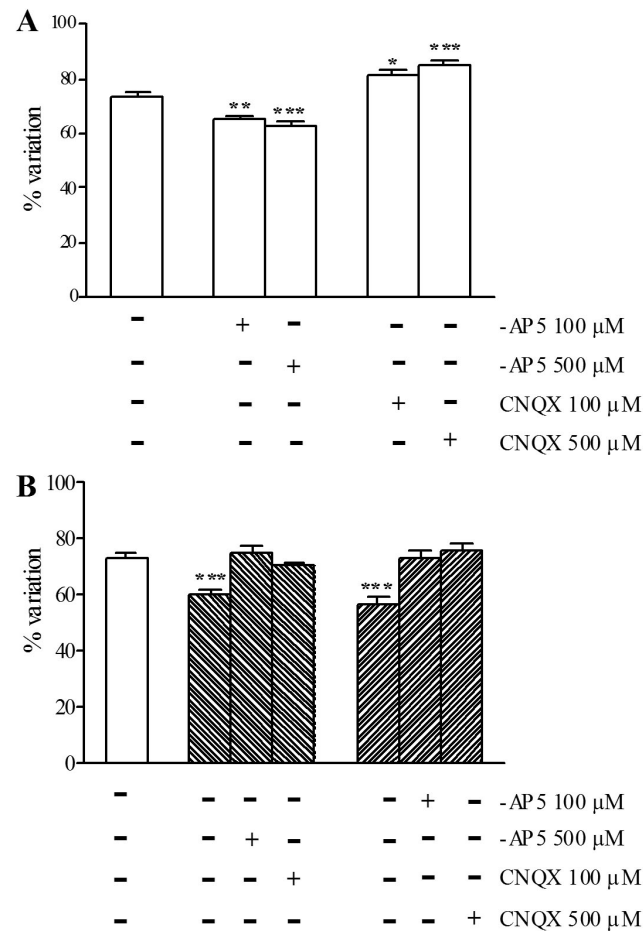 A
100
80
60
40
20
0
% variation
** *** * ***
- + - - - -AP5 100 μM
- - + - - -AP5 500 μM
- - - + - CNQX 100 μM
- - - - + CNQX 500 μM
B
100
80
60
40
20
0
% variation
*** ***
- - - - - + - -AP5 100 μM
- - + - - - - -AP5 500 μM
- - - + - - - CNQX 100 μM
- - - - - - + CNQX 500 μM